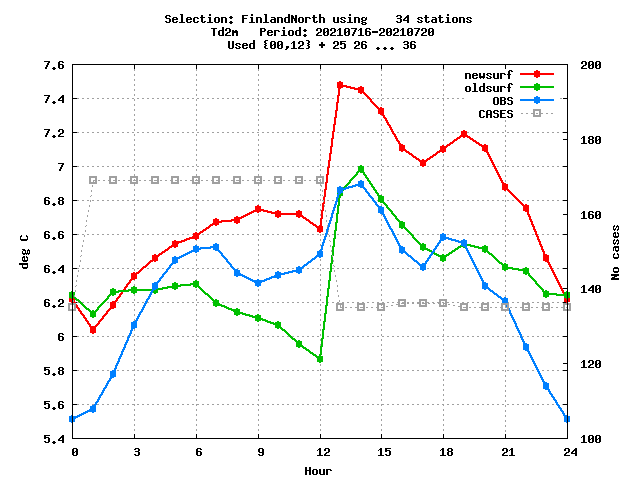 Selection: FinlandNorth using    34 stations
Td2m   Period: 20210716-20210720
Used {00,12} + 25 26 ... 36
7.6
7.4
7.2
7
6.8
6.6
6.4
6.2
6
5.8
5.6
5.4
deg C
newsurf
oldsurf
OBS
CASES
200
180
160
140
120
100
No cases
0
3
6
9
12
15
18
21
24
Hour